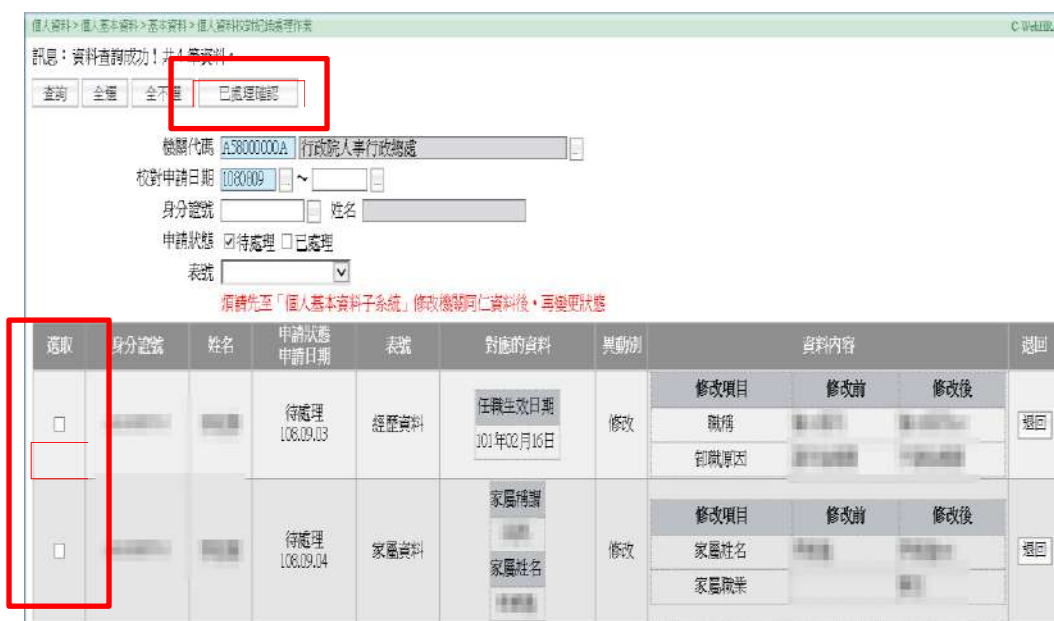 個人資料>個人基本資料>基本資料>個人資料校對紀錄處理作業 C-WebHR
訊息：資料查詢成功！共4筆資料。
查詢 全選 全不選 已處理確認
機關代碼 A58000000A 行政院人事行政總處
校對申請日期 1080809 ~
身分證號 姓名
申請狀態 ☑待處理 □已處理
表號
煩請先至「個人基本資料子系統」修改機關同仁資料後，再變更狀態
選取 身分證號 姓名 申請狀態 申請日期 表號 對應的資料 異動別 資料內容 退回
待處理 108.09.03 經歷資料 任職生效日期 101年02月16日 修改
修改項目 修改前 修改後
職稱
卸職原因
退回
待處理 108.09.04 家屬資料 家屬稱謂 家屬姓名 修改
修改項目 修改前 修改後
家屬姓名
家屬職業
退回